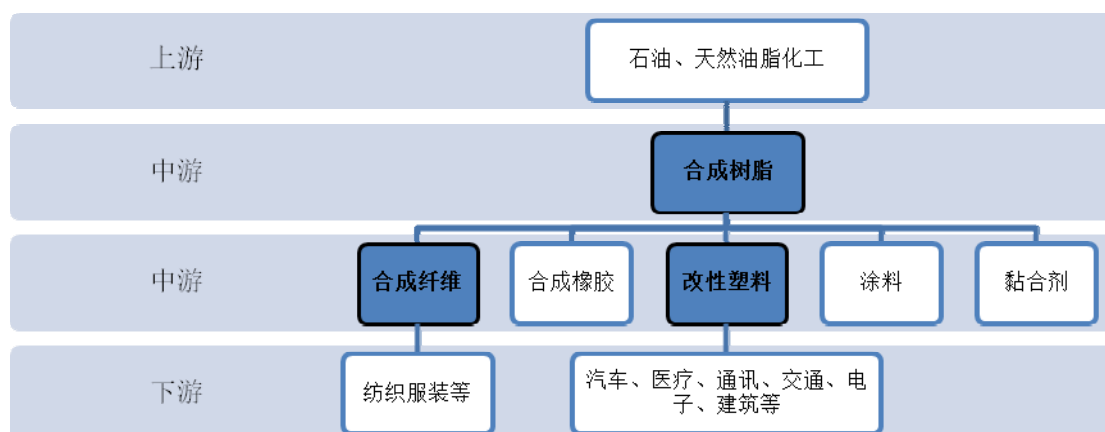 上游
石油、天然油脂化工
中游
合成树脂
中游
合成纤维
合成橡胶
改性塑料
涂料
黏合剂
下游
纺织服装等
汽车、医疗、通讯、交通、电
子、建筑等